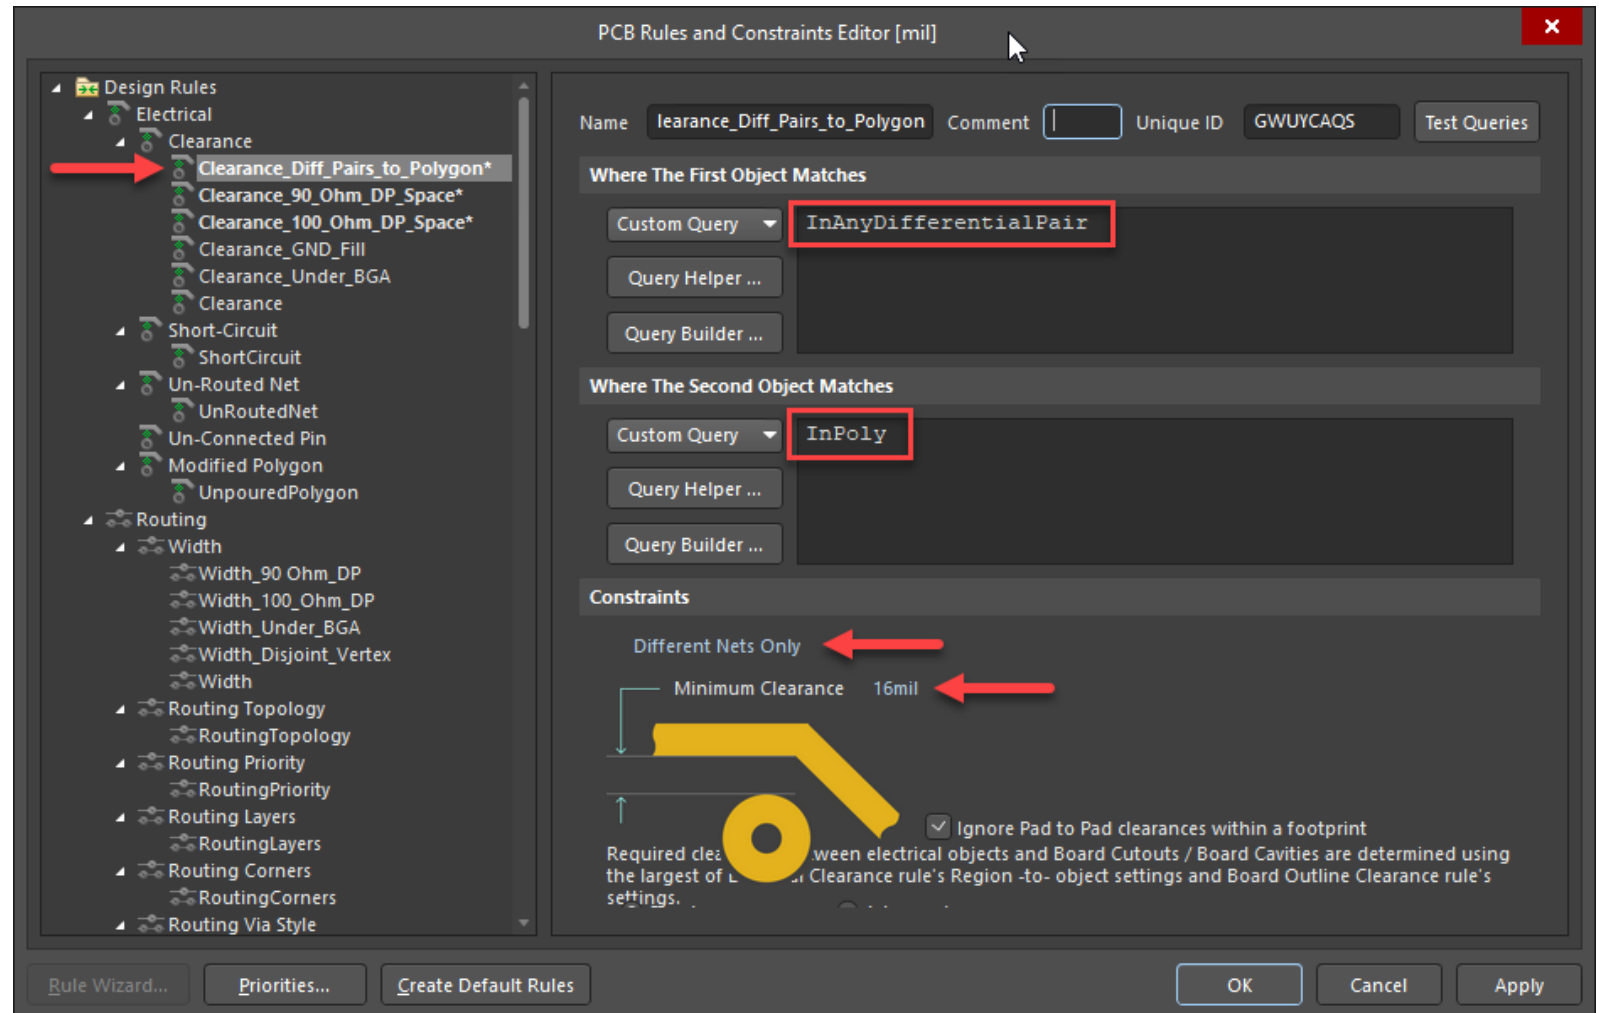 PCB Rules and Constraints Editor [mil]
Design Rules
Electrical
Clearance
Clearance_Diff_Pairs_to_Polygon*
Clearance_90_Ohm_DP_Space*
Clearance_100_Ohm_DP_Space*
Clearance_GND_Fill
Clearance_Under_BGA
Clearance
Short-Circuit
ShortCircuit
Un-Routed Net
UnRoutedNet
Un-Connected Pin
Modified Polygon
UnpouredPolygon
Routing
Width
Width_90 Ohm_DP
Width_100_Ohm_DP
Width_Under_BGA
Width_Disjoint_Vertex
Width
Routing Topology
RoutingTopology
Routing Priority
RoutingPriority
Routing Layers
RoutingLayers
Routing Corners
RoutingCorners
Routing Via Style
Name learance_Diff_Pairs_to_Polygon Comment Unique ID GWUYCAQS Test Queries
Where The First Object Matches
Custom Query InAnyDifferentialPair
Query Helper ...
Query Builder ...
Where The Second Object Matches
Custom Query InPoly
Query Helper ...
Query Builder ...
Constraints
Different Nets Only
Minimum Clearance 16mil
Ignore Pad to Pad clearances within a footprint
Required electrical objects and Board Cutouts / Board Cavities are determined using
the largest of Clearance rule's Region -to- object settings and Board Outline Clearance rule's
settings.
Rule Wizard... Priorities... Create Default Rules OK Cancel Apply